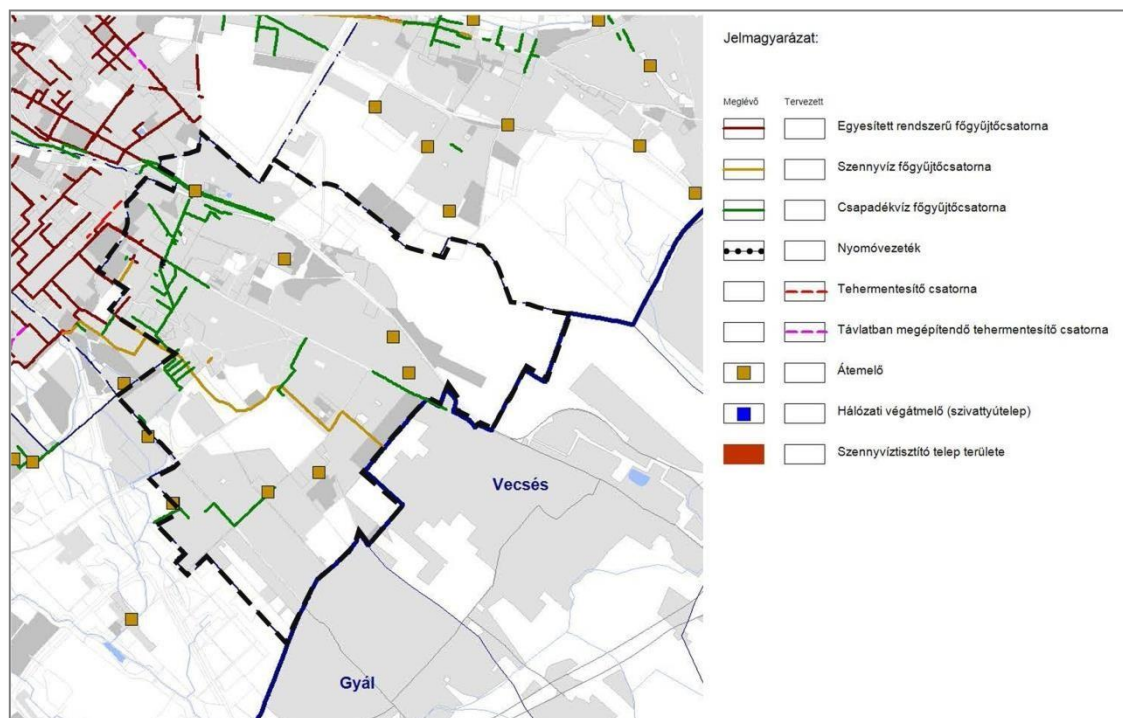 Jelmagyarázat:
Meglévő Tervezett
Egyesített rendszerű főgyűjtőcsatorna
Szennyvíz főgyűjtőcsatorna
Csapadékvíz főgyűjtőcsatorna
Nyomóvezeték
Tehermentesítő csatorna
Távlatban megépítendő tehermentesítő csatorna
Átemelő
Hálózati végátmelő (szivattyútelep)
Szennyvíztisztító telep területe
Vecsés
Gyál